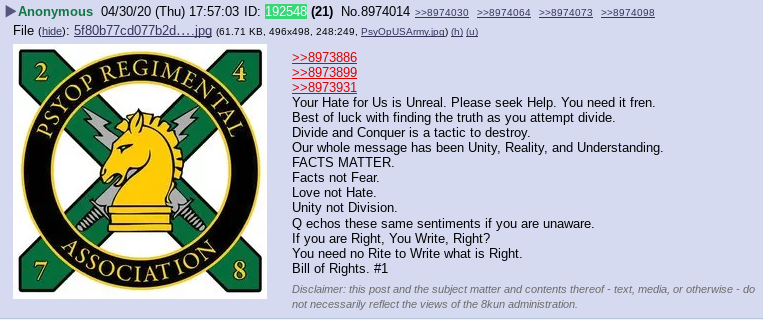 ▶Anonymous 04/30/20 (Thu) 17:57:03 ID: 192548 (21) No.8974014 >>8974030 >>8974064 >>8974073 >>8974098
File (hide): 5f80b77cd077b2d….jpg (61.71 KB, 496x498, 248:249, PsyOpUSArmy.jpg) (h) (u)
2 4
PSYOP REGIMENTAL
ASSOCIATION
7 8
>>8973886
>>8973899
>>8973931
Your Hate for Us is Unreal. Please seek Help. You need it fren.
Best of luck with finding the truth as you attempt divide.
Divide and Conquer is a tactic to destroy.
Our whole message has been Unity, Reality, and Understanding.
FACTS MATTER.
Facts not Fear.
Love not Hate.
Unity not Division.
Q echos these same sentiments if you are unaware.
If you are Right, You Write, Right?
You need no Rite to Write what is Right.
Bill of Rights. #1
Disclaimer: this post and the subject matter and contents thereof - text, media, or otherwise - do
not necessarily reflect the views of the 8kun administration.